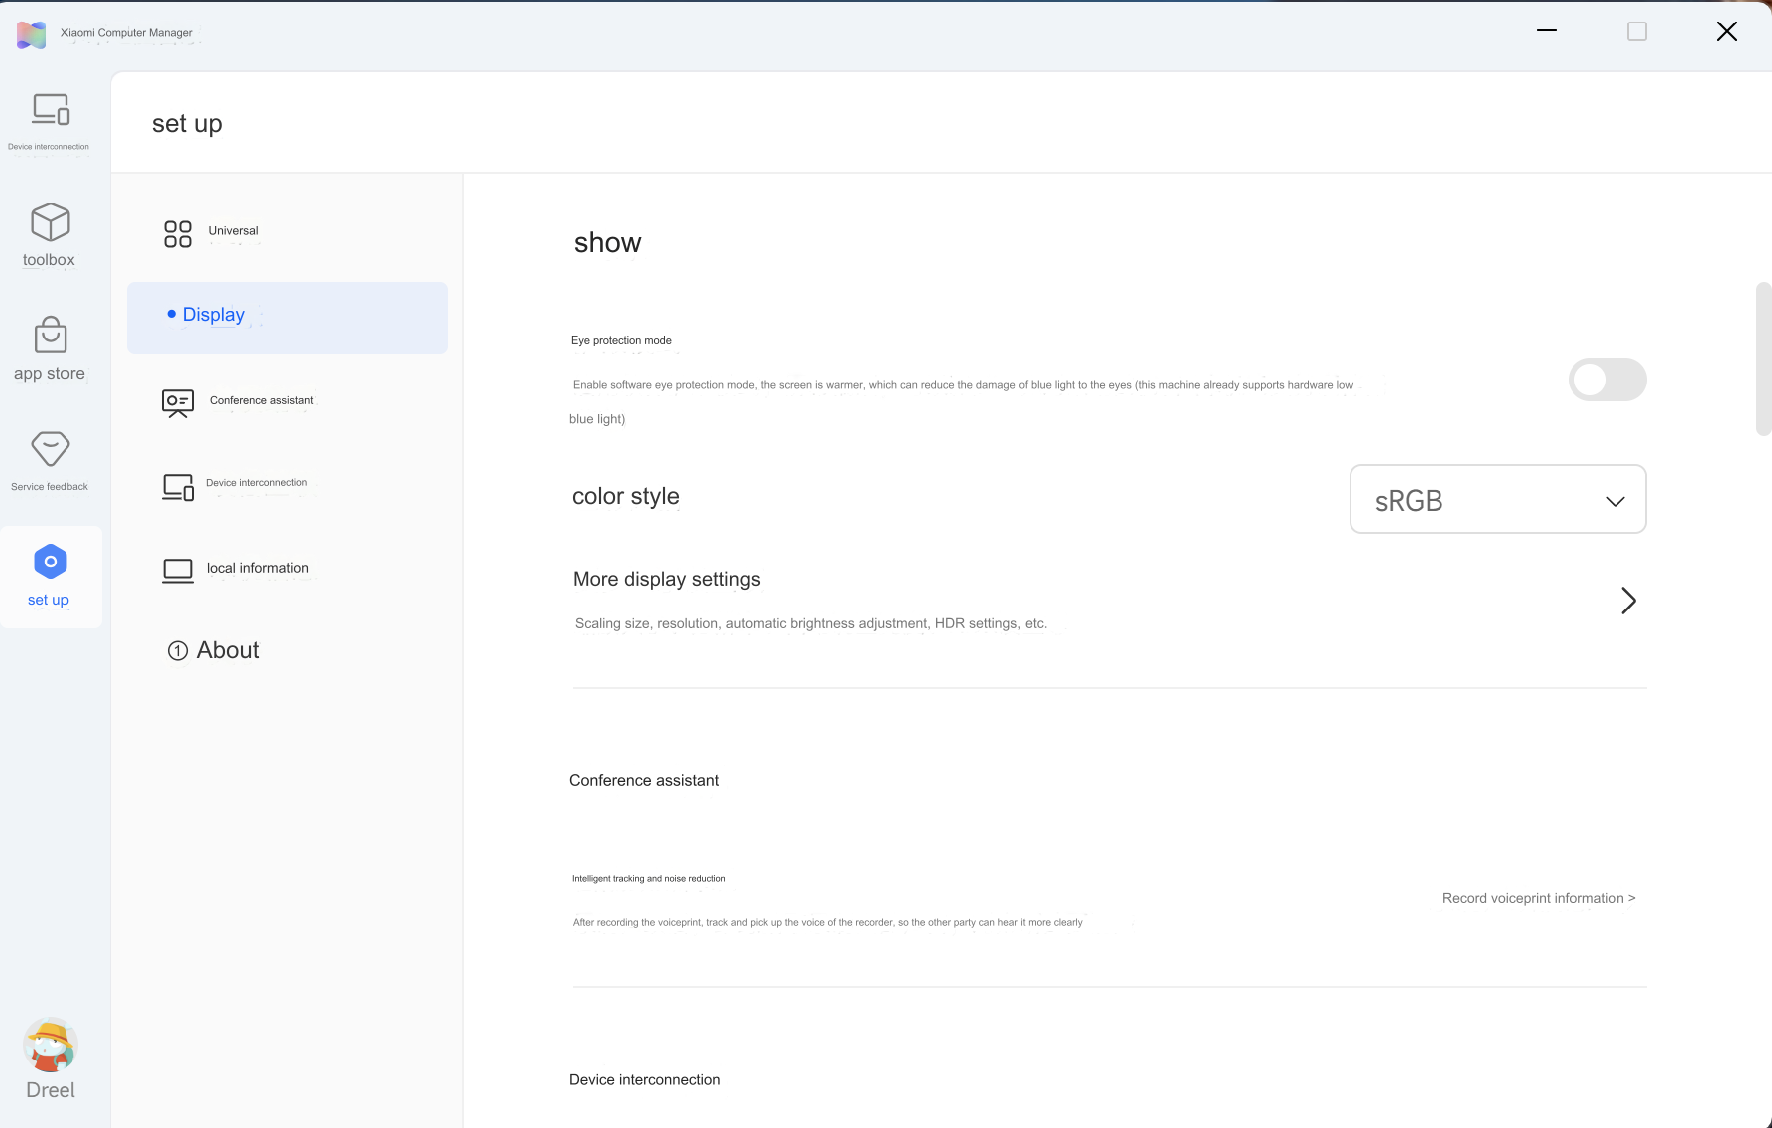 Xiaomi Computer Manager
Device interconnection
toolbox
app store
Service feedback
set up
Dreel
set up
Universal
Display
Conference assistant
Device interconnection
local information
About
show
Eye protection mode
Enable software eye protection mode, the screen is warmer, which can reduce the damage of blue light to the eyes (this machine already supports hardware low
blue light)
color style
sRGB
More display settings
Scaling size, resolution, automatic brightness adjustment, HDR settings, etc.
Conference assistant
Intelligent tracking and noise reduction
Record voiceprint information >
After recording the voiceprint, track and pick up the voice of the recorder, so the other party can hear it more clearly
Device interconnection